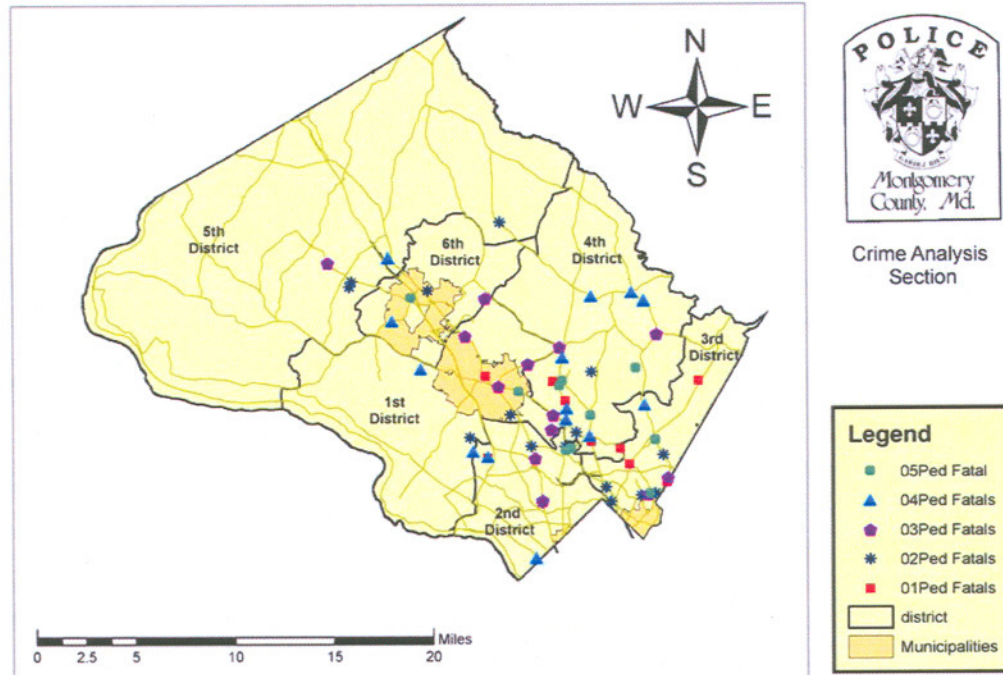 N
W E
S
5th
District
6th
District
4th
District
3rd
District
1st
District
2nd
District
Miles
0 2.5 5 10 15 20
POLICE
Montgomery
County, Md.
Crime Analysis
Section
Legend
05Ped Fatal
04Ped Fatals
03Ped Fatals
02Ped Fatals
01Ped Fatals
district
Municipalities